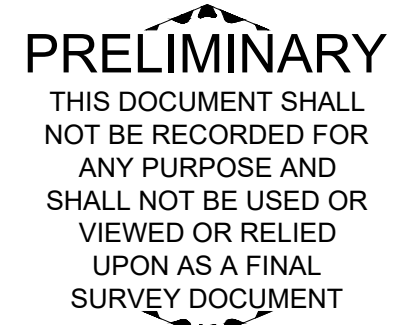 PRELIMINARY
THIS DOCUMENT SHALL
NOT BE RECORDED FOR
ANY PURPOSE AND
SHALL NOT BE USED OR
VIEWED OR RELIED
UPON AS A FINAL
SURVEY DOCUMENT